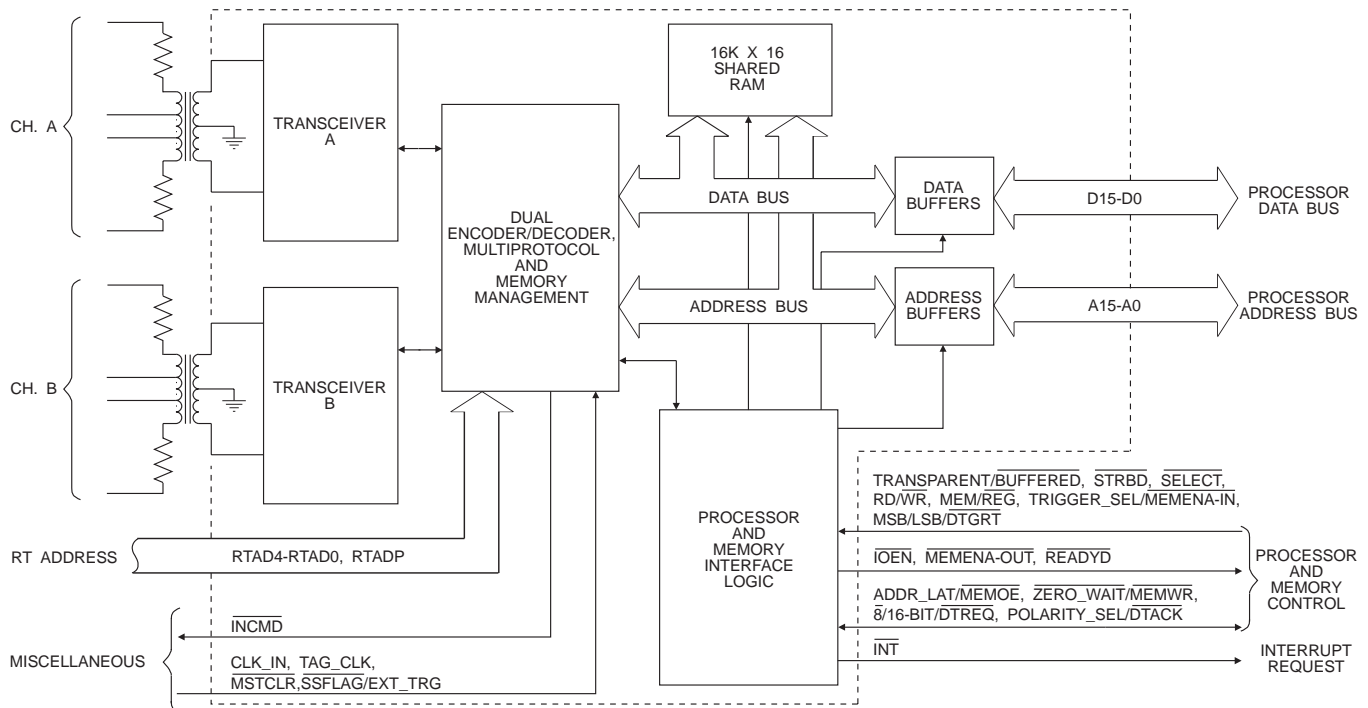 CH. A
TRANSCEIVER
A
16K X 16
SHARED
RAM
DUAL
ENCODER/DECODER,
MULTIPROTOCOL
AND
MEMORY
MANAGEMENT
DATA BUS
DATA
BUFFERS
D15-D0
PROCESSOR
DATA BUS
ADDRESS BUS
ADDRESS
BUFFERS
A15-A0
PROCESSOR
ADDRESS BUS
CH. B
TRANSCEIVER
B
PROCESSOR
AND
MEMORY
INTERFACE
LOGIC
TRANSPARENT/BUFFERED, STRBD, SELECT,
RD/WR, MEM/REG, TRIGGER_SEL/MEMENA-IN,
MSB/LSB/DTGRT
IOEN, MEMENA-OUT, READYD
ADDR_LAT/MEMOE, ZERO_WAIT/MEMWR,
8/16-BIT/DTREQ, POLARITY_SEL/DTACK
PROCESSOR
AND
MEMORY
CONTROL
INT
INTERRUPT
REQUEST
RT ADDRESS
RTAD4-RTAD0, RTADP
MISCELLANEOUS
INCMD
CLK_IN, TAG_CLK,
MSTCLR,SSFLAG/EXT_TRG